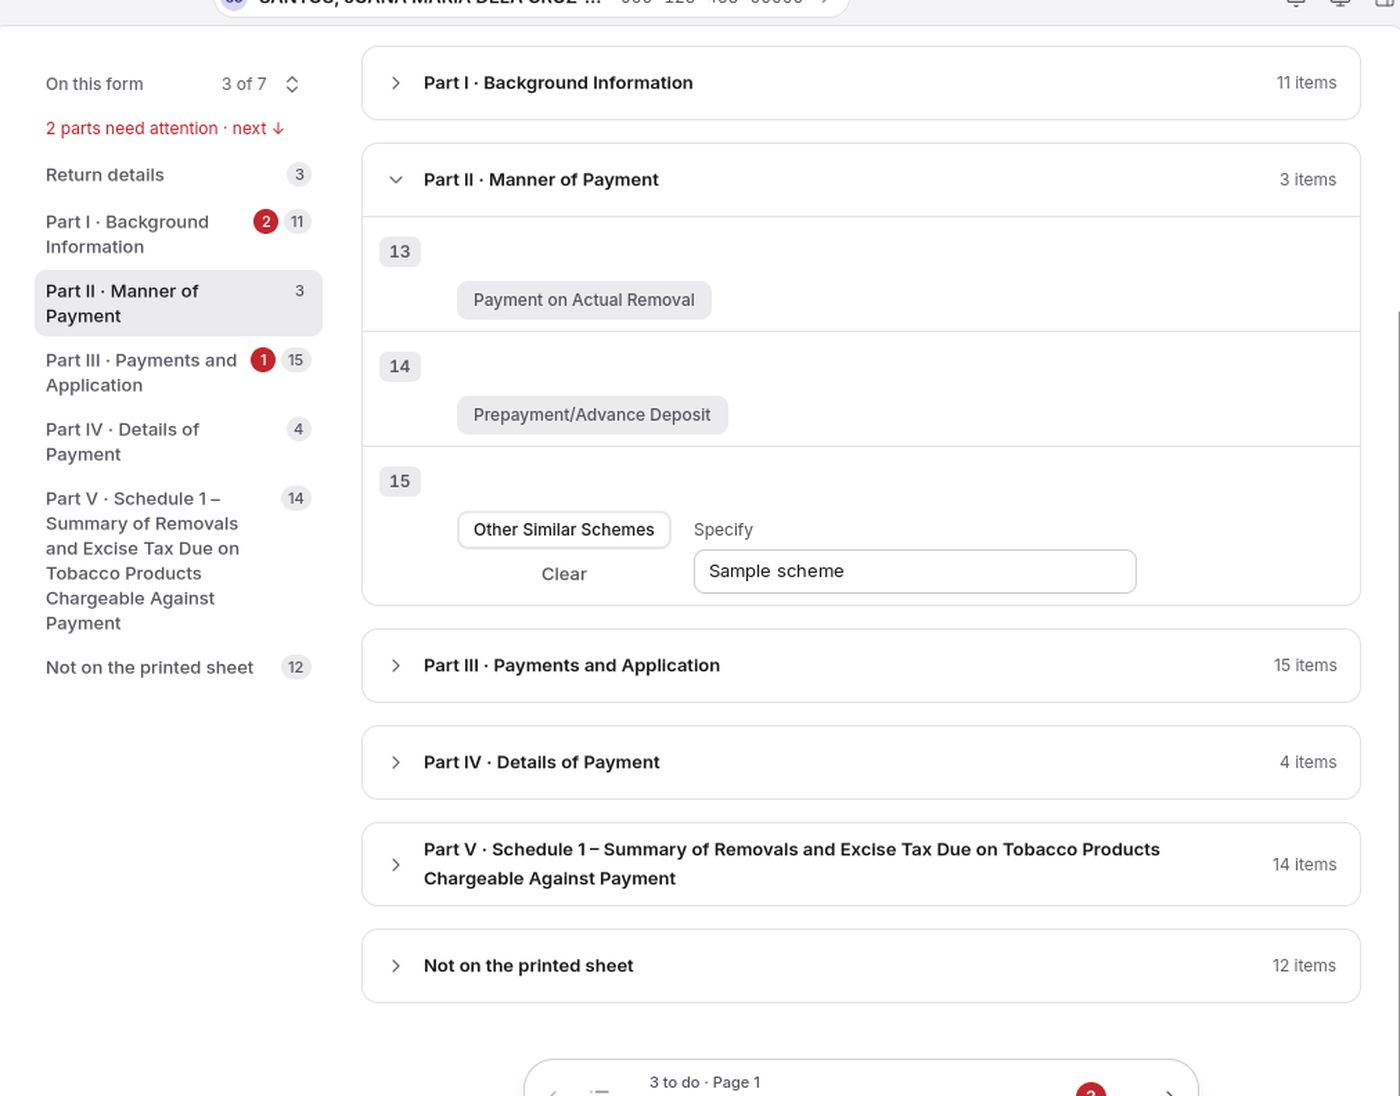 On this form 3 of 7
2 parts need attention · next ↓
Return details 3
Part I · Background Information 2 11
Part II · Manner of Payment 3
Part III · Payments and Application 1 15
Part IV · Details of Payment 4
Part V · Schedule 1 – Summary of Removals and Excise Tax Due on Tobacco Products Chargeable Against Payment 14
Not on the printed sheet 12
Part I · Background Information 11 items
Part II · Manner of Payment 3 items
13
Payment on Actual Removal
14
Prepayment/Advance Deposit
15
Other Similar Schemes Specify
Clear Sample scheme
Part III · Payments and Application 15 items
Part IV · Details of Payment 4 items
Part V · Schedule 1 – Summary of Removals and Excise Tax Due on Tobacco Products
Chargeable Against Payment 14 items
Not on the printed sheet 12 items
3 to do · Page 1